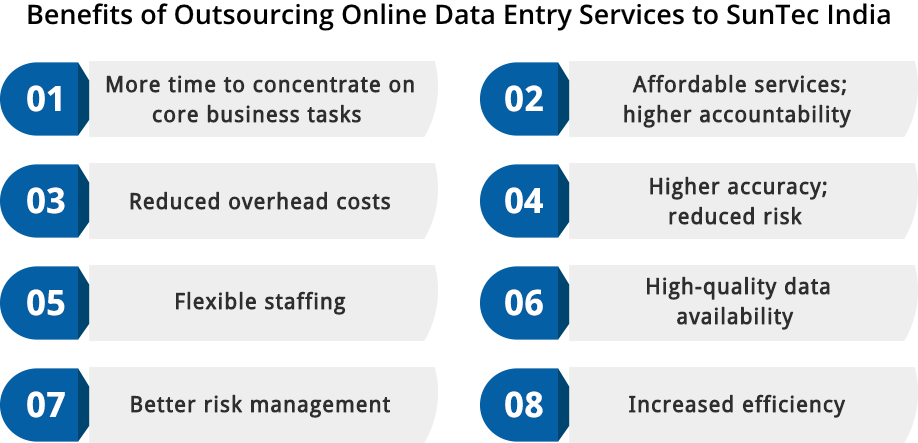 Benefits of Outsourcing Online Data Entry Services to SunTec India
01
More time to concentrate on
core business tasks
02
Affordable services;
higher accountability
03
Reduced overhead costs
04
Higher accuracy;
reduced risk
05
Flexible staffing
06
High-quality data
availability
07
Better risk management
08
Increased efficiency